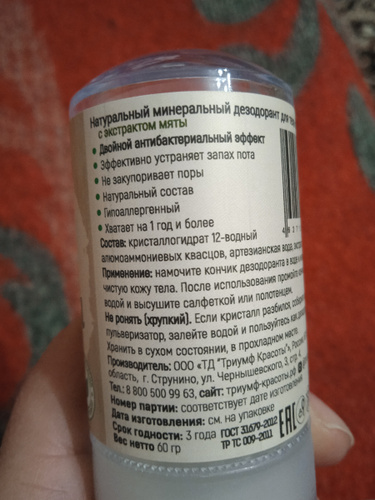 Натуральный минеральный дезодорант для
с экстрактом мяты
• Двойной антибактериальный эффект
• Эффективно устраняет запах пота
• Не закупоривает поры
• Натуральный состав
• Гипоаллергенный
• Хватает на 1 год и более
Состав: кристаллогидрат 12-водный
алюмоаммониевых квасцов, артезианская вода,
Применение: намочите кончик дезодоранта в воде и
чистую кожу тела. После использования промойте
водой и высушите салфеткой или полотенцем.
Не ронять (хрупкий). Если кристалл разбился,
пульверизатор, залейте водой и пользуйтесь как
Хранить в сухом состоянии, в прохладном месте.
Производитель: ООО «ТД "Триумф Красоты"»,
область, г. Струнино, ул. Чернышевского, 3, стр. 4,
Тел.: 8 800 500 99 63, сайт: триумф-красоты.рф
Номер партии: соответствует дате изготовления
Дата изготовления: см. на упаковке
Срок годности: 3 года ГОСТ 31679-2012
Вес нетто: 60 гр ТР ТС 009-2011
EAC